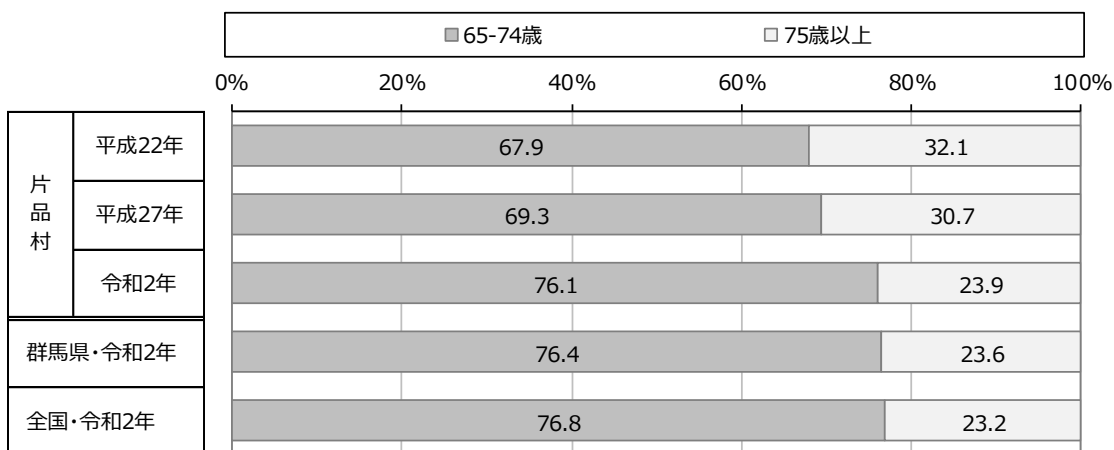 65-74歳 75歳以上
0% 20% 40% 60% 80% 100%
片品村
平成22年 67.9 32.1
平成27年 69.3 30.7
令和2年 76.1 23.9
群馬県・令和2年 76.4 23.6
全国・令和2年 76.8 23.2